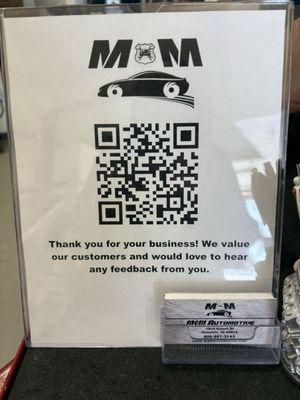 M M
Thank you for your business! We value
our customers and would love to hear
any feedback from you.
M M
M&M AUTOMOTIVE